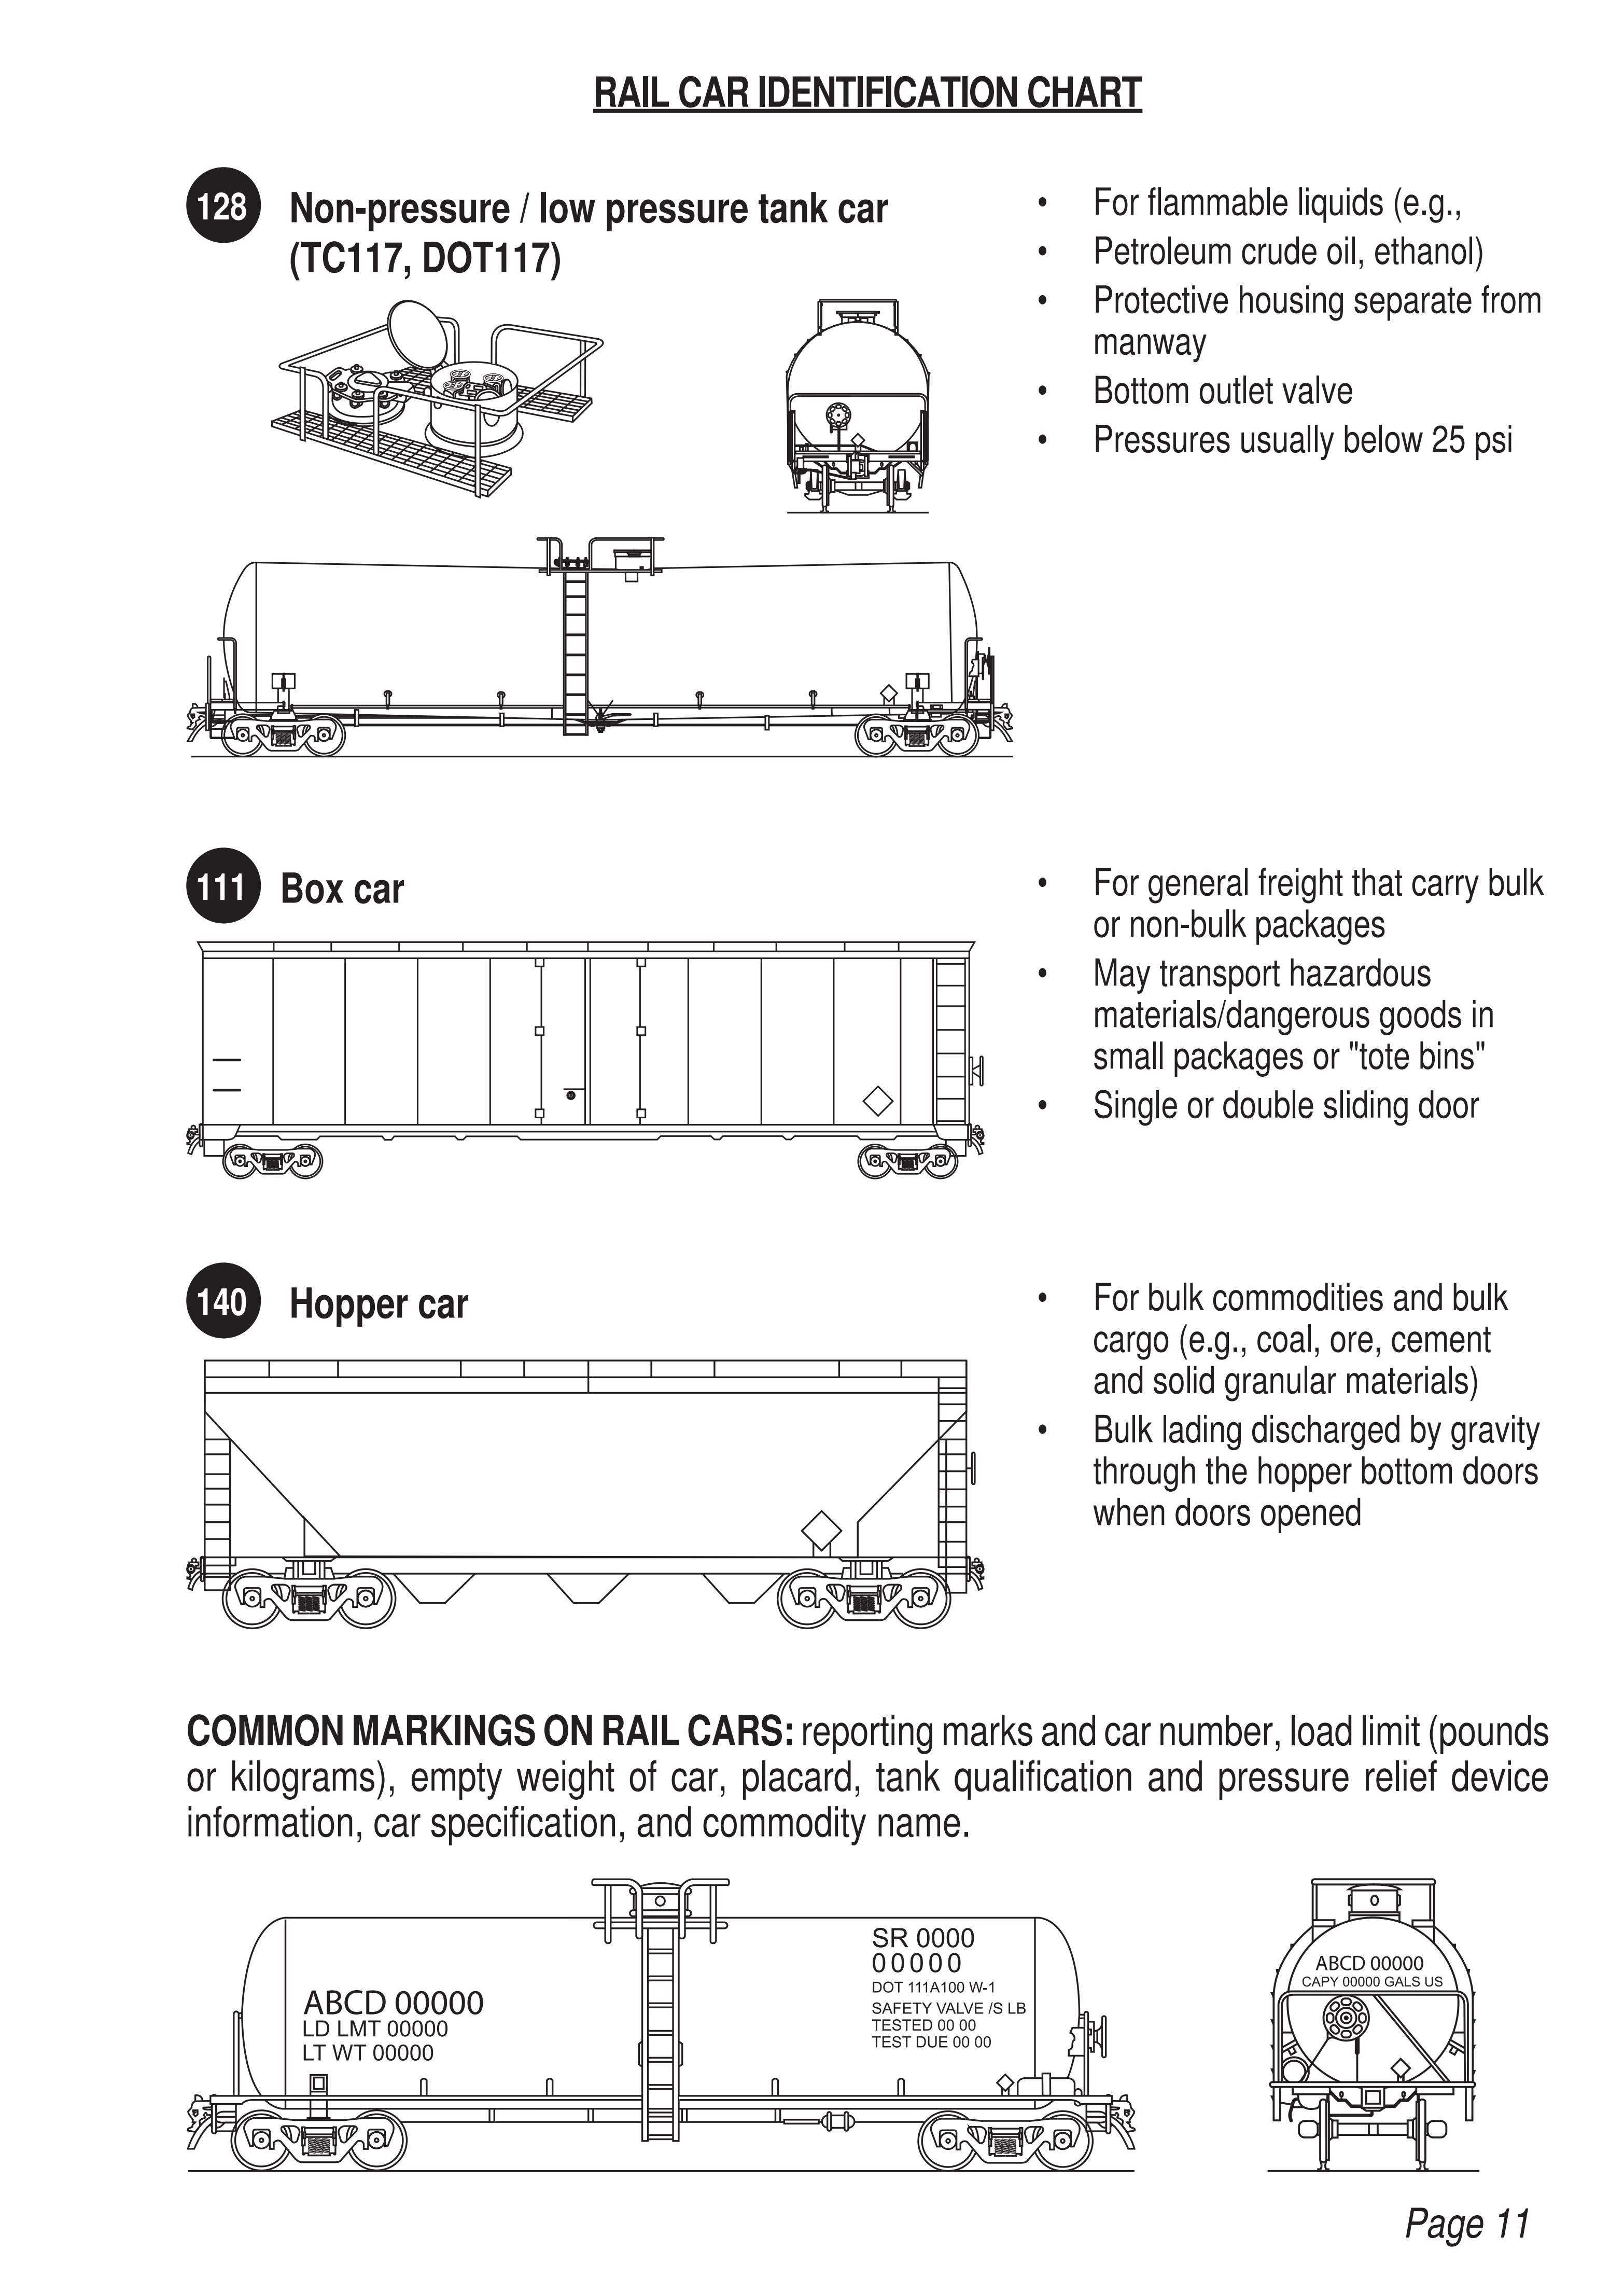 RAIL CAR IDENTIFICATION CHART
128 Non-pressure / low pressure tank car
(TC117, DOT117)
• For flammable liquids (e.g.,
• Petroleum crude oil, ethanol)
• Protective housing separate from
manway
• Bottom outlet valve
• Pressures usually below 25 psi
111 Box car
• For general freight that carry bulk
or non-bulk packages
• May transport hazardous
materials/dangerous goods in
small packages or "tote bins"
• Single or double sliding door
140 Hopper car
• For bulk commodities and bulk
cargo (e.g., coal, ore, cement
and solid granular materials)
• Bulk lading discharged by gravity
through the hopper bottom doors
when doors opened
COMMON MARKINGS ON RAIL CARS: reporting marks and car number, load limit (pounds
or kilograms), empty weight of car, placard, tank qualification and pressure relief device
information, car specification, and commodity name.
ABCD 00000
LD LMT 00000
LT WT 00000
SR 0000
00000
DOT 111A100 W-1
SAFETY VALVE /S LB
TESTED 00 00
TEST DUE 00 00
ABCD 00000
CAPY 00000 GALS US
Page 11